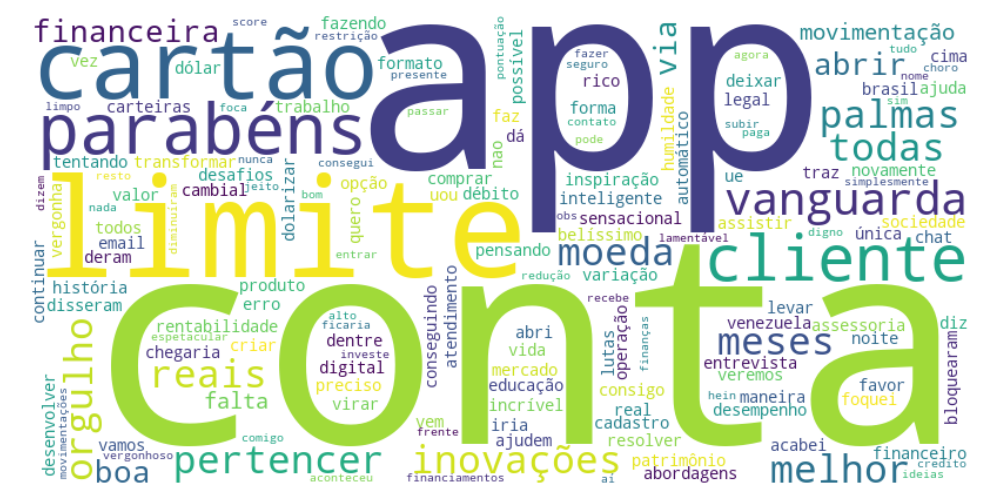 score
restrição
fazendo
financeira
vez
dólar
cartão
app
formato
presente
possível
pontuação
rico
fazer
seguro
via
movimentação
agora
tudo
abrir
cima
choro
deixar
brasil
nome
ajuda
legal
sim
limpo
carteiras
foca
trabalho
passar
faz
forma
contato
humildade
subir
paga
palmas
parabéns
dá
nao
pode
automático
todas
tentando
transformar
nunca
consegui
dizem
resto
desafios
jeito
bom
dolarizar
opção
comprar
inspiração
ue
traz
novamente
simplesmente
vergonha
valor
cambial
quero
uou
débito
inteligente
vanguarda
nada
todos
diminuíram
limite
obs
sensacional
assistir
sociedade
email
deram
entrar
belíssimo
lamentável
digno
única
chat
continuar
história
disseram
pensando
moeda
variação
cliente
redução
produto
erro
conta
recebe
levar
orgulho
rentabilidade
alto
ficaria
dentre
conseguindo
atendimento
abri
lutas
operação
finanças
venezuela
assessoria
diz
chegaria
espetacular
criar
investe
vida
meses
noite
bloquearam
reais
digital
mercado
entrevista
preciso
educação
consigo
veremos
hein
maneira
favor
falta
virar
incrível
real
desempenho
foquei
desenvolver
movimentações
vamos
comigo
vem
frente
iria
cadastro
ajudem
resolver
acabei
financeiro
boa
vergonhoso
pertencer
aconteceu
inovações
financiamentos
ai
patrimônio
abordagens
melhor
credito
ideias